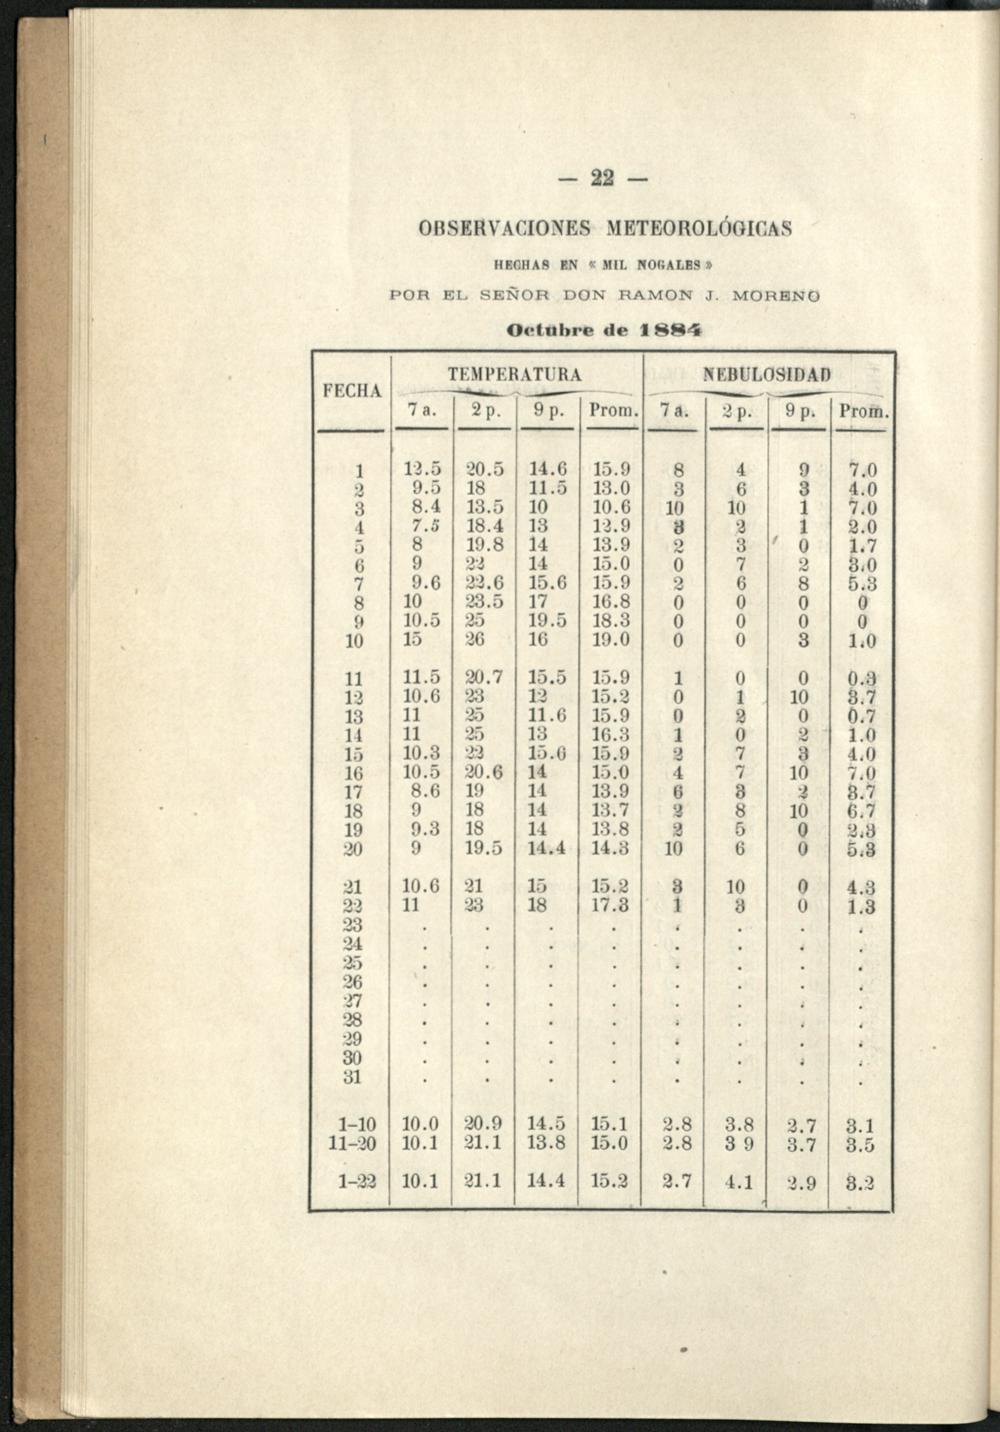 — 22 —
OBSERVACIONES METEOROLÓGICAS
HECHAS EN « MIL NOGALES »
POR EL SEÑOR DON RAMON J. MORENO
Octubre de 1884
FECHA TEMPERATURA NEBULOSIDAD
7 a. 2 p. 9 p. Prom. 7 a. 2 p. 9 p. Prom.
1 12.5 20.5 14.6 15.9 8 4 9 7.0
2 9.5 18 11.5 13.0 3 6 3 4.0
3 8.4 13.5 10 10.6 10 10 1 7.0
4 7.5 18.4 13 12.9 3 2 1 2.0
5 8 19.8 14 13.9 2 3 0 1.7
6 9 22 14 15.0 0 7 2 3.0
7 9.6 22.6 15.6 15.9 2 6 8 5.3
8 10 23.5 17 16.8 0 0 0 0
9 10.5 25 19.5 18.3 0 0 0 0
10 15 26 16 19.0 0 0 3 1.0
11 11.5 20.7 15.5 15.9 1 0 0 0.3
12 10.6 23 12 15.2 0 1 10 3.7
13 11 25 11.6 15.9 0 2 0 0.7
14 11 25 13 16.3 1 0 2 1.0
15 10.3 22 15.6 15.9 2 7 3 4.0
16 10.5 20.6 14 15.0 4 7 10 7.0
17 8.6 19 14 13.9 6 3 2 3.7
18 9 18 14 13.7 2 8 10 6.7
19 9.3 18 14 13.8 2 5 0 2.3
20 9 19.5 14.4 14.3 10 6 0 5.3
21 10.6 21 15 15.2 3 10 0 4.3
22 11 23 18 17.3 1 3 0 1.3
23 . . . . . . . .
24 . . . . . . . .
25 . . . . . . . .
26 . . . . . . . .
27 . . . . . . . .
28 . . . . . . . .
29 . . . . . . . .
30 . . . . . . . .
31 . . . . . . . .
1–10 10.0 20.9 14.5 15.1 2.8 3.8 2.7 3.1
11–20 10.1 21.1 13.8 15.0 2.8 3 9 3.7 3.5
1–22 10.1 21.1 14.4 15.2 2.7 4.1 2.9 3.2